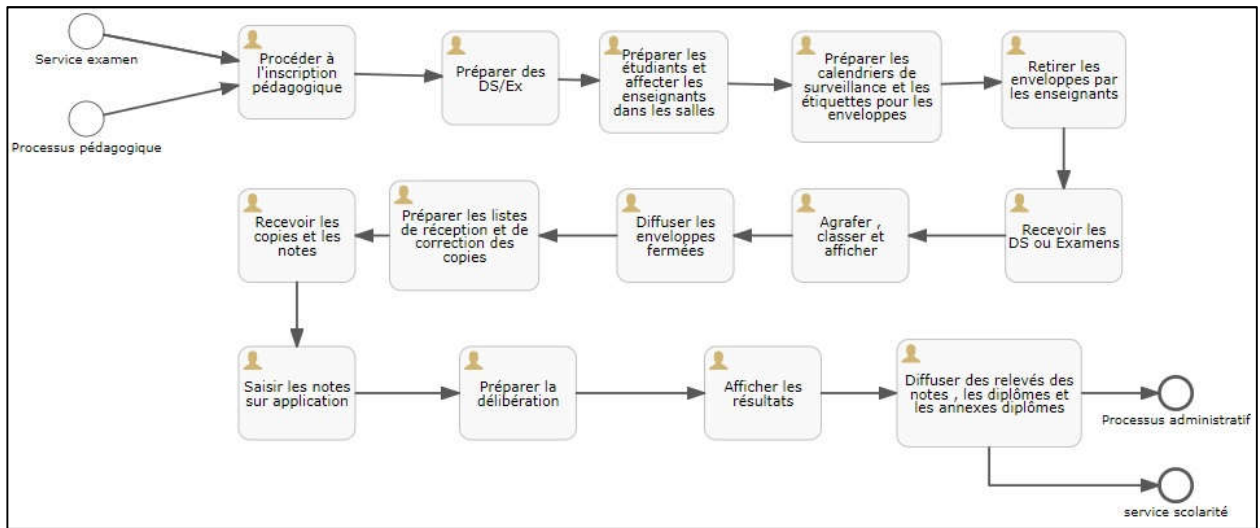 Service examen
Processus pédagogique
Procéder à
l'inscription
pédagogique
Préparer des
DS/Ex
Préparer les
étudiants et
affecter les
enseignants
dans les salles
Préparer les
calendriers de
surveillance et les
étiquettes pour les
enveloppes
Retirer les
enveloppes par
les enseignants
Recevoir les
DS ou Examens
Agrafer ,
classer et
afficher
Diffuser les
enveloppes
fermées
Préparer les listes
de réception et de
correction des
copies
Recevoir les
copies et les
notes
Saisir les notes
sur application
Préparer la
délibération
Afficher les
résultats
Diffuser des relevés des
notes , les diplômes et
les annexes diplômes
Processus administratif
service scolarité